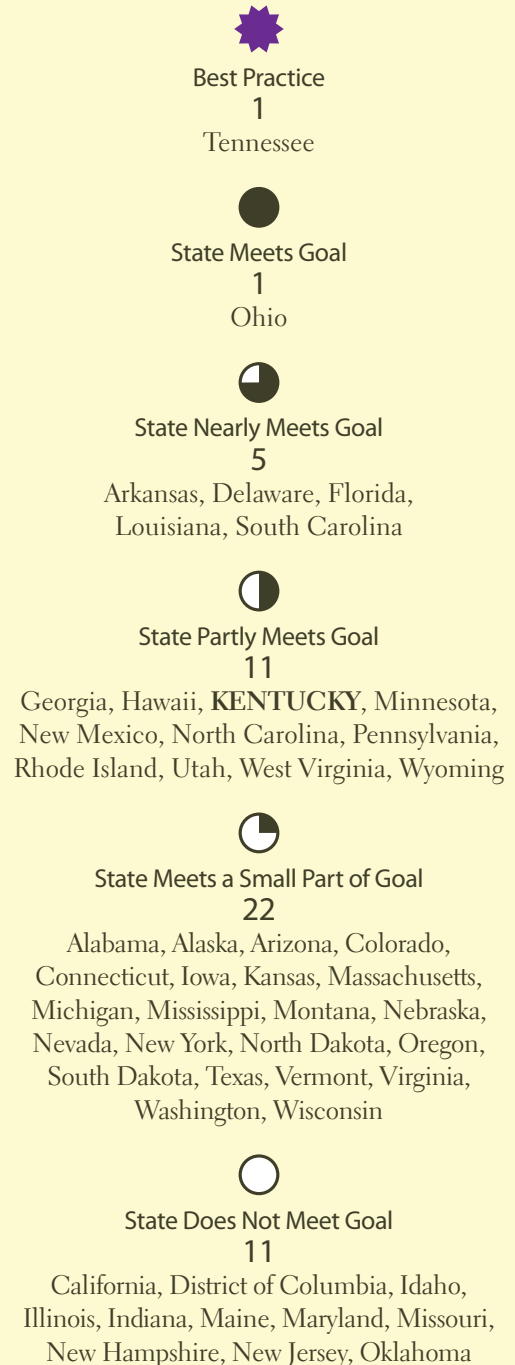 Best Practice
1
Tennessee
State Meets Goal
1
Ohio
State Nearly Meets Goal
5
Arkansas, Delaware, Florida,
Louisiana, South Carolina
State Partly Meets Goal
11
Georgia, Hawaii, KENTUCKY, Minnesota,
New Mexico, North Carolina, Pennsylvania,
Rhode Island, Utah, West Virginia, Wyoming
State Meets a Small Part of Goal
22
Alabama, Alaska, Arizona, Colorado,
Connecticut, Iowa, Kansas, Massachusetts,
Michigan, Mississippi, Montana, Nebraska,
Nevada, New York, North Dakota, Oregon,
South Dakota, Texas, Vermont, Virginia,
Washington, Wisconsin
State Does Not Meet Goal
11
California, District of Columbia, Idaho,
Illinois, Indiana, Maine, Maryland, Missouri,
New Hampshire, New Jersey, Oklahoma